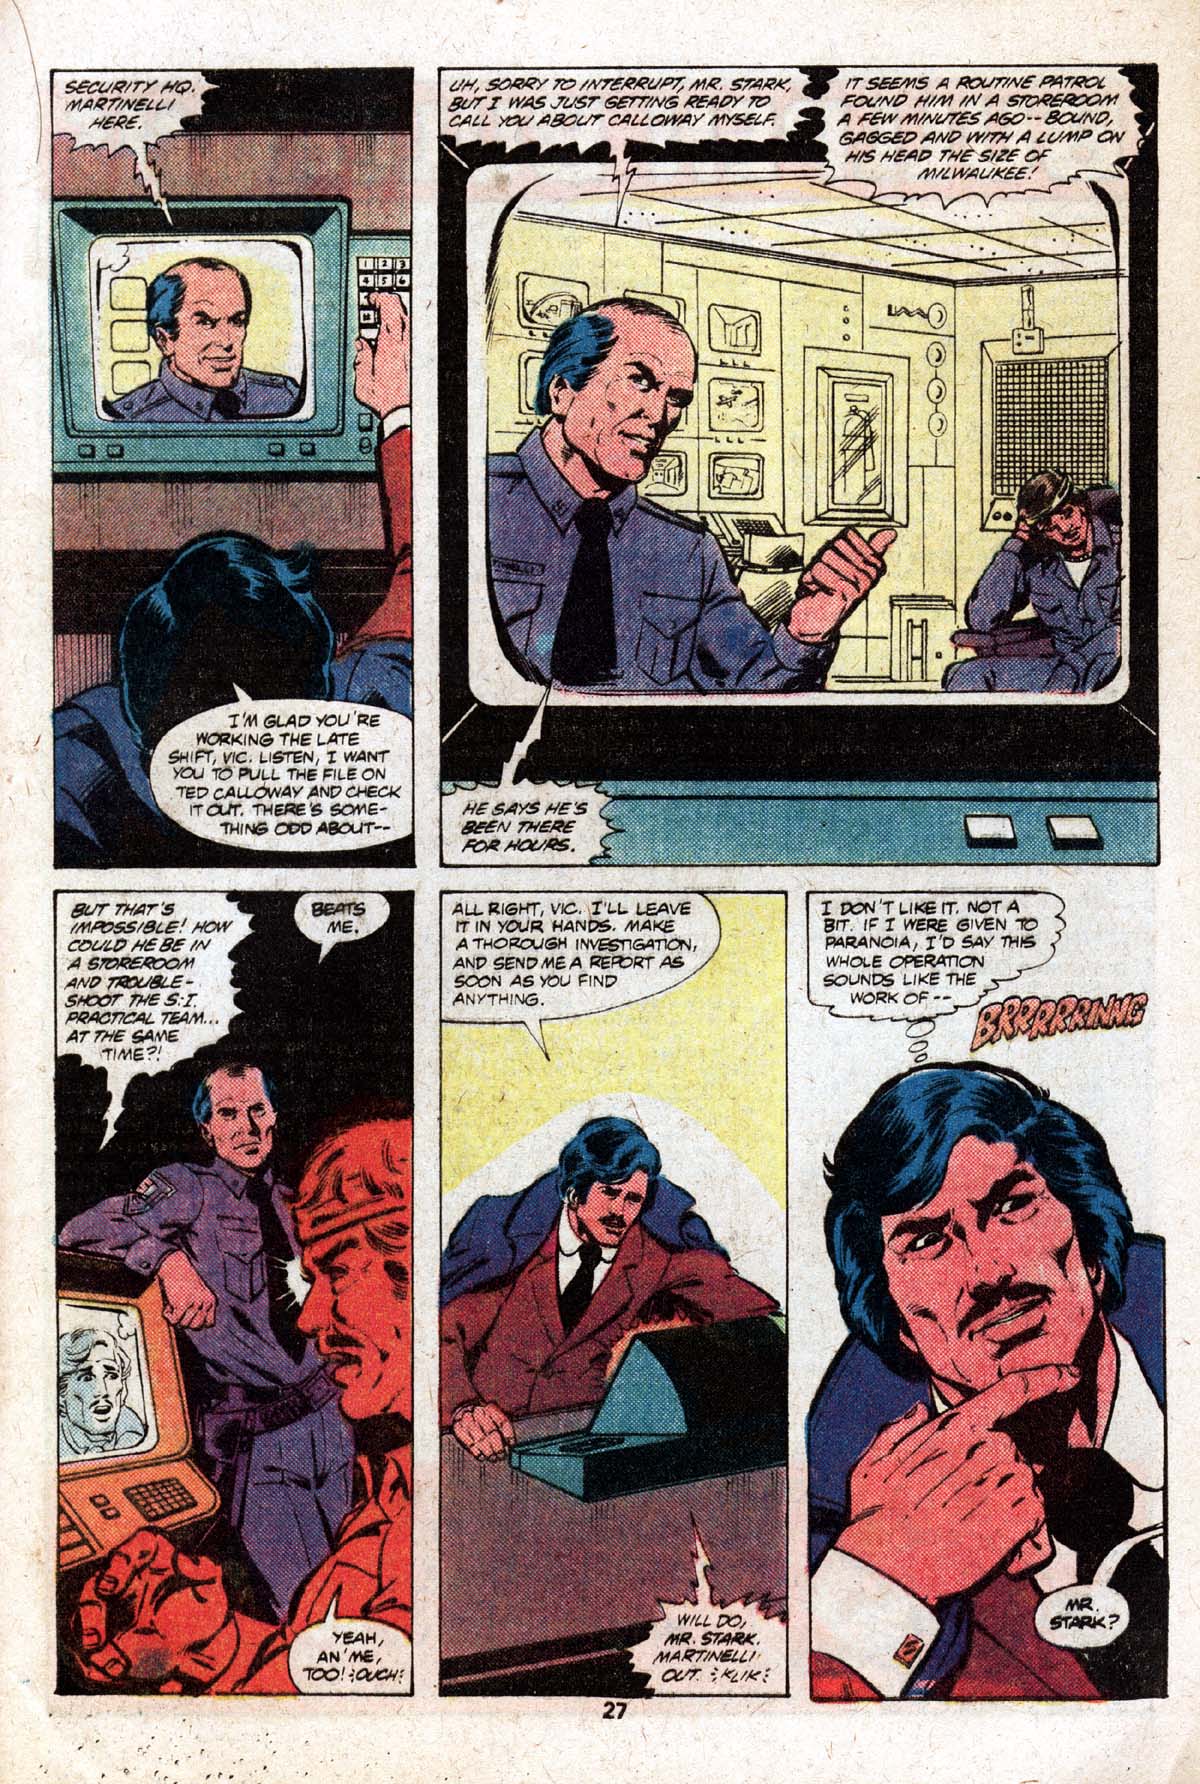 SECURITY HQ.
MARTINELLI
HERE.
1 2 3
4 5 6
I'M GLAD YOU'RE
WORKING THE LATE
SHIFT, VIC. LISTEN, I WANT
YOU TO PULL THE FILE ON
TED CALLOWAY AND CHECK
IT OUT. THERE'S SOME-
THING ODD ABOUT--
UH, SORRY TO INTERRUPT, MR. STARK,
BUT I WAS JUST GETTING READY TO
CALL YOU ABOUT CALLOWAY MYSELF.
IT SEEMS A ROUTINE PATROL
FOUND HIM IN A STOREROOM
A FEW MINUTES AGO-- BOUND,
GAGGED AND WITH A LUMP ON
HIS HEAD THE SIZE OF
MILWAUKEE!
HE SAYS HE'S
BEEN THERE
FOR HOURS.
BUT THAT'S
IMPOSSIBLE! HOW
COULD HE BE IN
A STOREROOM
AND TROUBLE-
SHOOT THE S.I.
PRACTICAL TEAM...
AT THE SAME
TIME?!
BEATS
ME.
YEAH,
AN' ME,
TOO! OUCH
ALL RIGHT, VIC. I'LL LEAVE
IT IN YOUR HANDS. MAKE
A THOROUGH INVESTIGATION,
AND SEND ME A REPORT AS
SOON AS YOU FIND
ANYTHING.
WILL DO,
MR. STARK.
MARTINELLI
OUT. KLIK
I DON'T LIKE IT. NOT A
BIT. IF I WERE GIVEN TO
PARANOIA, I'D SAY THIS
WHOLE OPERATION
SOUNDS LIKE THE
WORK OF --
BRRRRRINNNG
MR.
STARK?
27